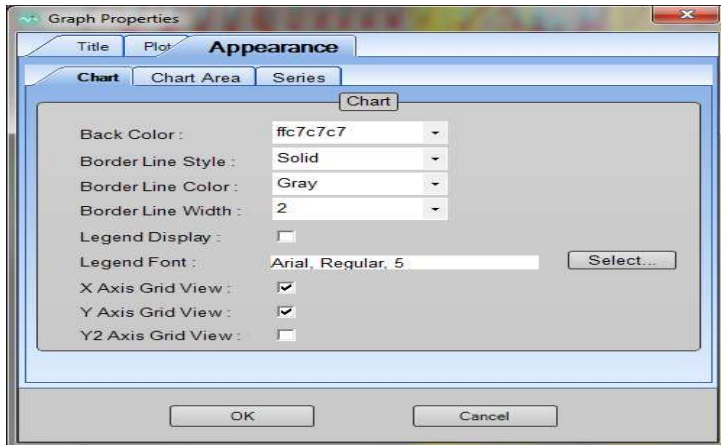 Graph Properties
Title Plot Appearance
Chart Chart Area Series
Chart
Back Color : ffc7c7c7
Border Line Style : Solid
Border Line Color : Gray
Border Line Width : 2
Legend Display :
Legend Font : Arial, Regular, 5 Select...
X Axis Grid View :
Y Axis Grid View :
Y2 Axis Grid View :
OK Cancel